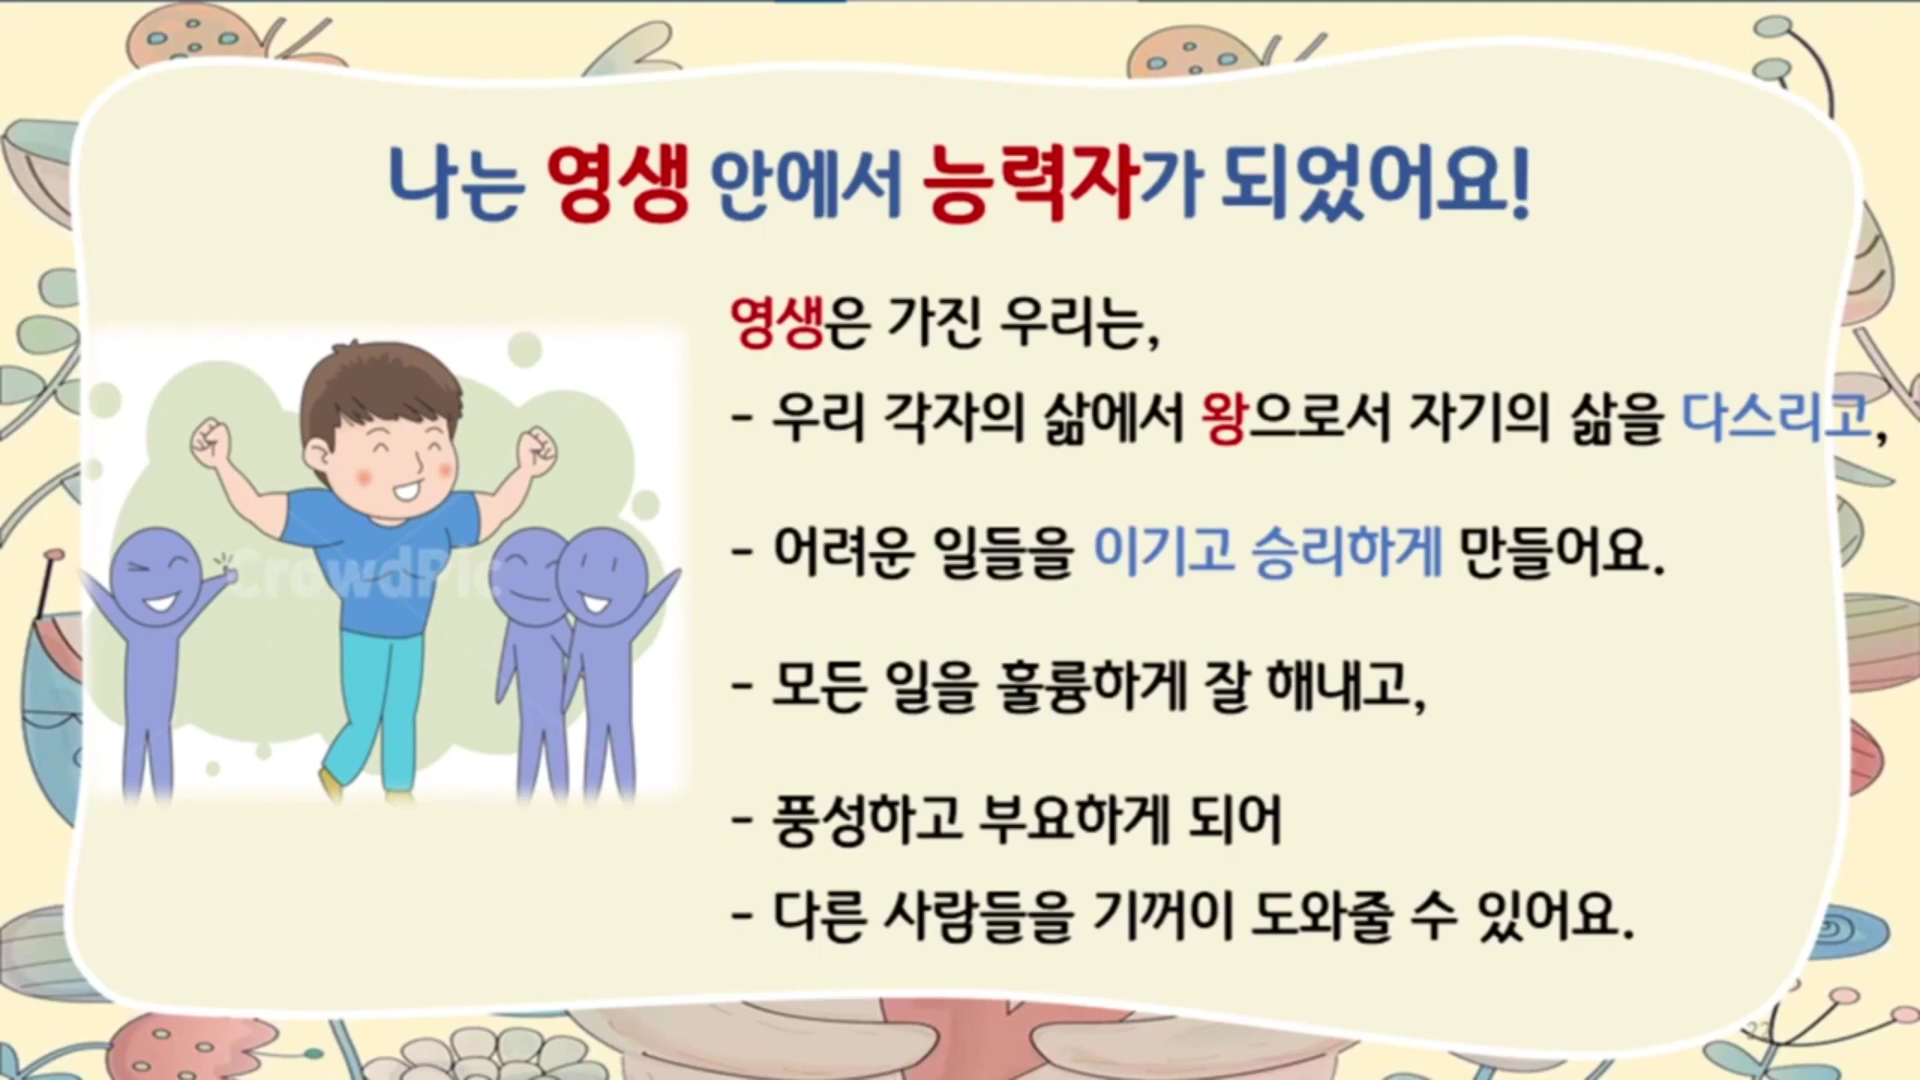 나는 영생 안에서 능력자가 되었어요!
영생은 가진 우리는,
- 우리 각자의 삶에서 왕으로서 자기의 삶을 다스리고,
- 어려운 일들을 이기고 승리하게 만들어요.
- 모든 일을 훌륭하게 잘 해내고,
- 풍성하고 부요하게 되어
- 다른 사람들을 기꺼이 도와줄 수 있어요.
CrowdPic